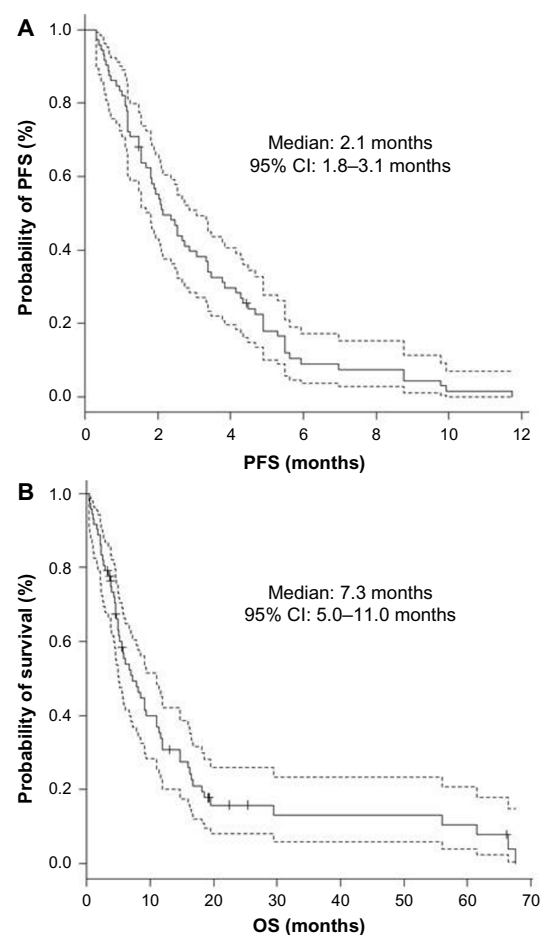 A
Probability of PFS (%)
1.0
0.8
0.6
0.4
0.2
0.0
Median: 2.1 months
95% CI: 1.8–3.1 months
0 2 4 6 8 10 12
PFS (months)
B
Probability of survival (%)
1.0
0.8
0.6
0.4
0.2
0.0
Median: 7.3 months
95% CI: 5.0–11.0 months
0 10 20 30 40 50 60 70
OS (months)